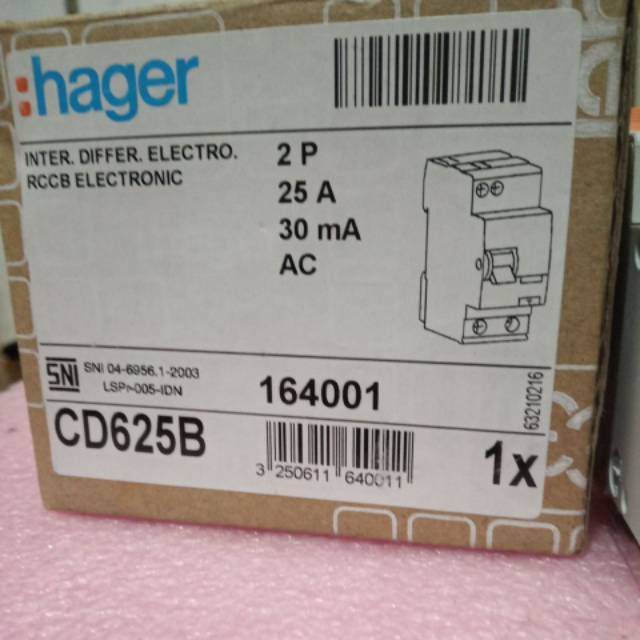 :hager
INTER. DIFFER. ELECTRO.
RCCB ELECTRONIC
2 P
25 A
30 mA
AC
SNI
SNI 04-6956.1-2003
LSPr-005-IDN
164001
63210216
CD625B
3 250611 640011
1x